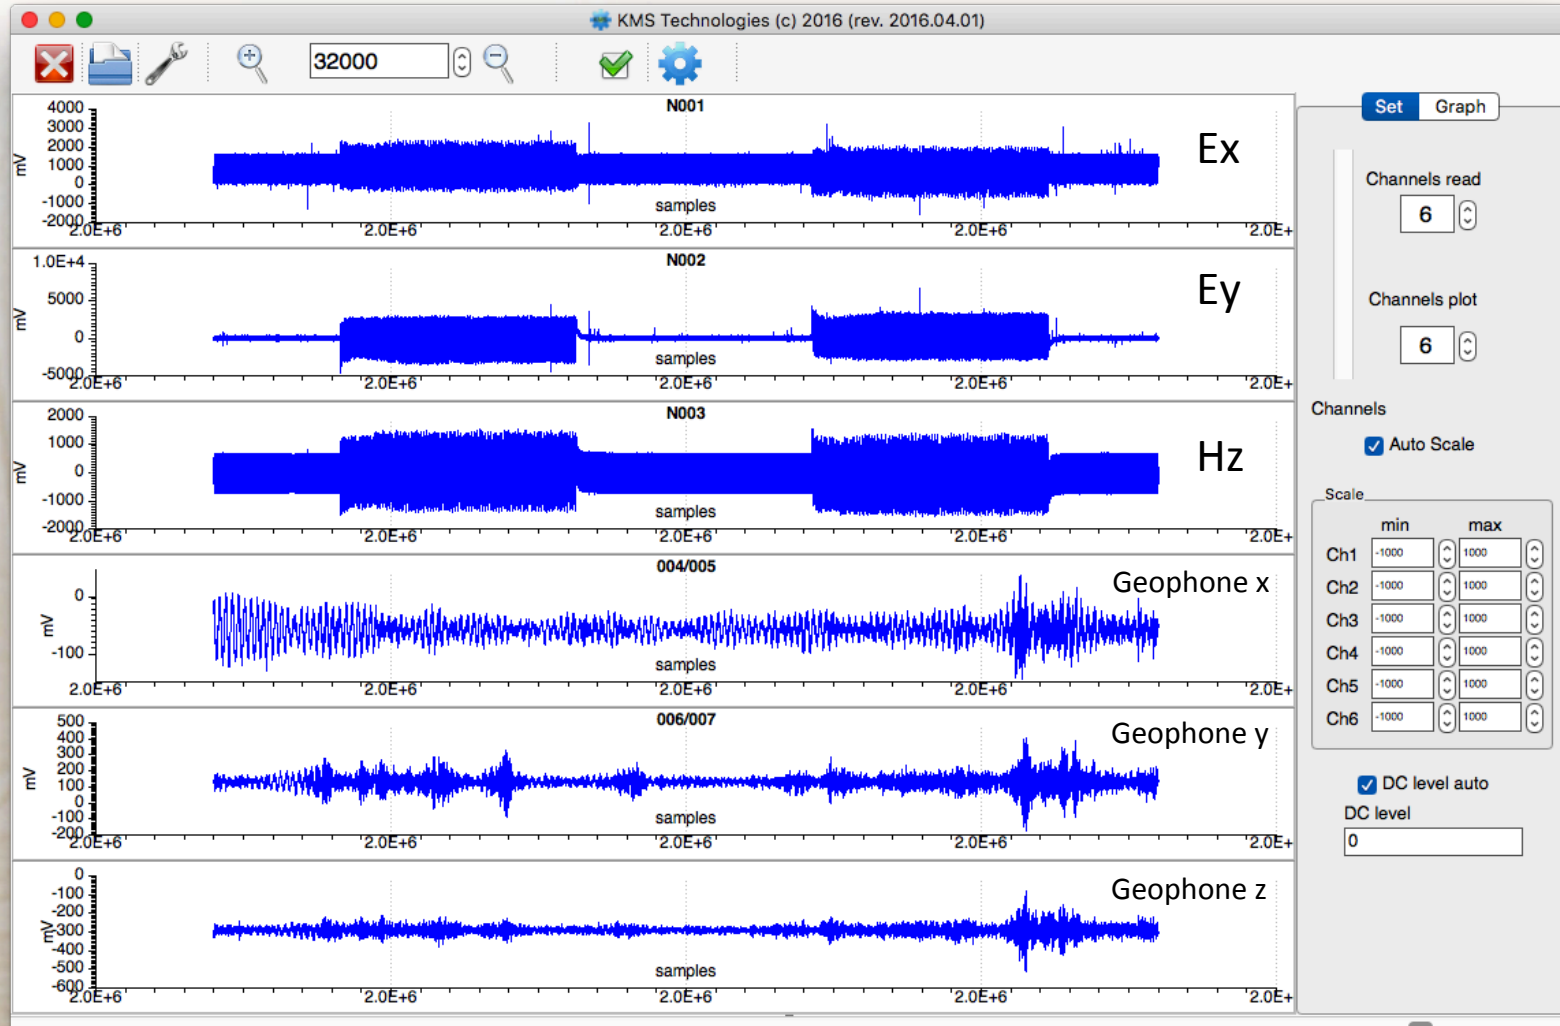 KMS Technologies (c) 2016 (rev. 2016.04.01)
32000
N001
4000
3000
2000
1000
0
-1000
-2000
mV
Ex
samples
2.0E+6 2.0E+6 2.0E+6 2.0E+6 2.0E+
N002
1.0E+4
5000
0
-5000
mV
Ey
samples
2.0E+6 2.0E+6 2.0E+6 2.0E+6 2.0E+
N003
2000
1000
0
-1000
-2000
mV
Hz
samples
2.0E+6 2.0E+6 2.0E+6 2.0E+6 2.0E+
004/005
0
-100
mV
Geophone x
samples
2.0E+6 2.0E+6 2.0E+6 2.0E+6 2.0E+
006/007
500
400
300
200
100
0
-100
-200
mV
Geophone y
samples
2.0E+6 2.0E+6 2.0E+6 2.0E+6 2.0E+
0
-100
-200
-300
-400
-500
-600
mV
Geophone z
samples
2.0E+6 2.0E+6 2.0E+6 2.0E+6 2.0E+
Set Graph
Channels read
6
Channels plot
6
Channels
Auto Scale
Scale
min max
Ch1 -1000 1000
Ch2 -1000 1000
Ch3 -1000 1000
Ch4 -1000 1000
Ch5 -1000 1000
Ch6 -1000 1000
DC level auto
DC level
0